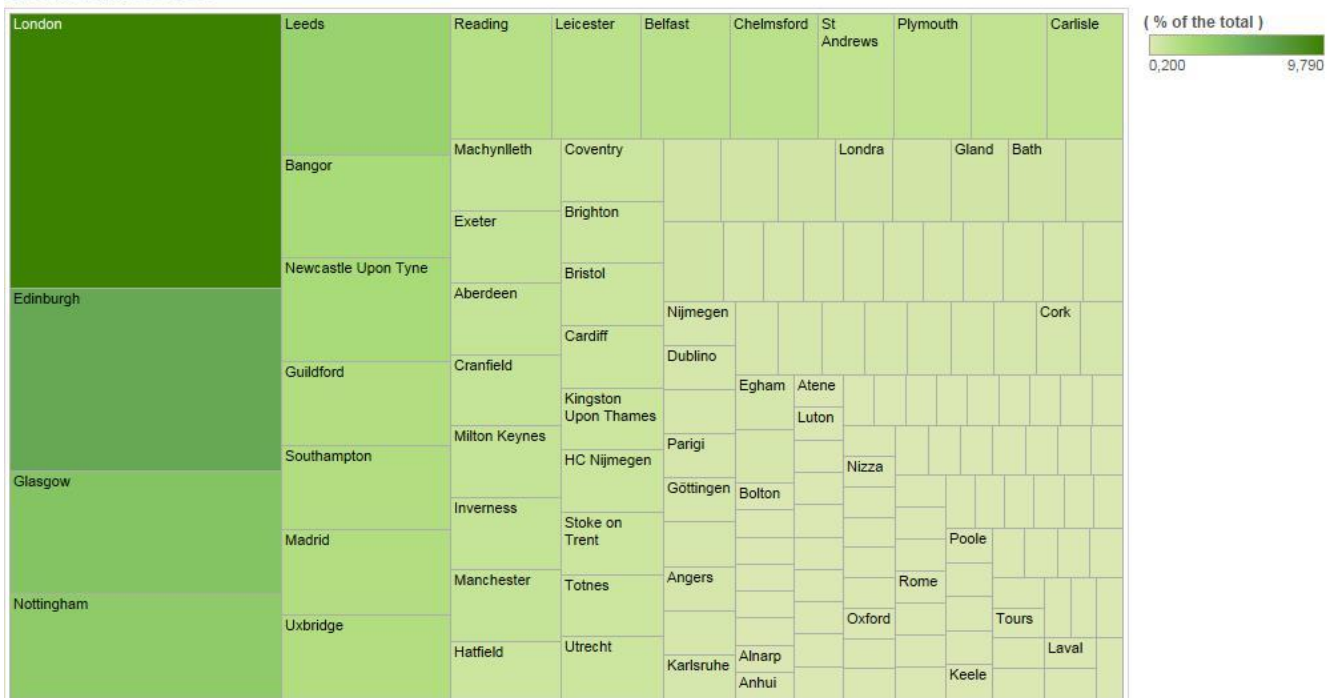 London
Edinburgh
Glasgow
Nottingham
Leeds
Bangor
Newcastle Upon Tyne
Guildford
Southampton
Madrid
Uxbridge
Reading
Leicester
Belfast
Chelmsford
St
Andrews
Plymouth
Carlisle
Machynlleth
Exeter
Aberdeen
Cranfield
Milton Keynes
Inverness
Manchester
Hatfield
Coventry
Brighton
Bristol
Cardiff
Kingston
Upon Thames
HC Nijmegen
Stoke on
Trent
Totnes
Utrecht
Londra
Gland
Bath
Nijmegen
Dublino
Parigi
Göttingen
Angers
Karlsruhe
Cork
Egham
Bolton
Alnarp
Anhui
Atene
Luton
Nizza
Oxford
Rome
Poole
Keele
Tours
Laval
( % of the total )
0,200
9,790